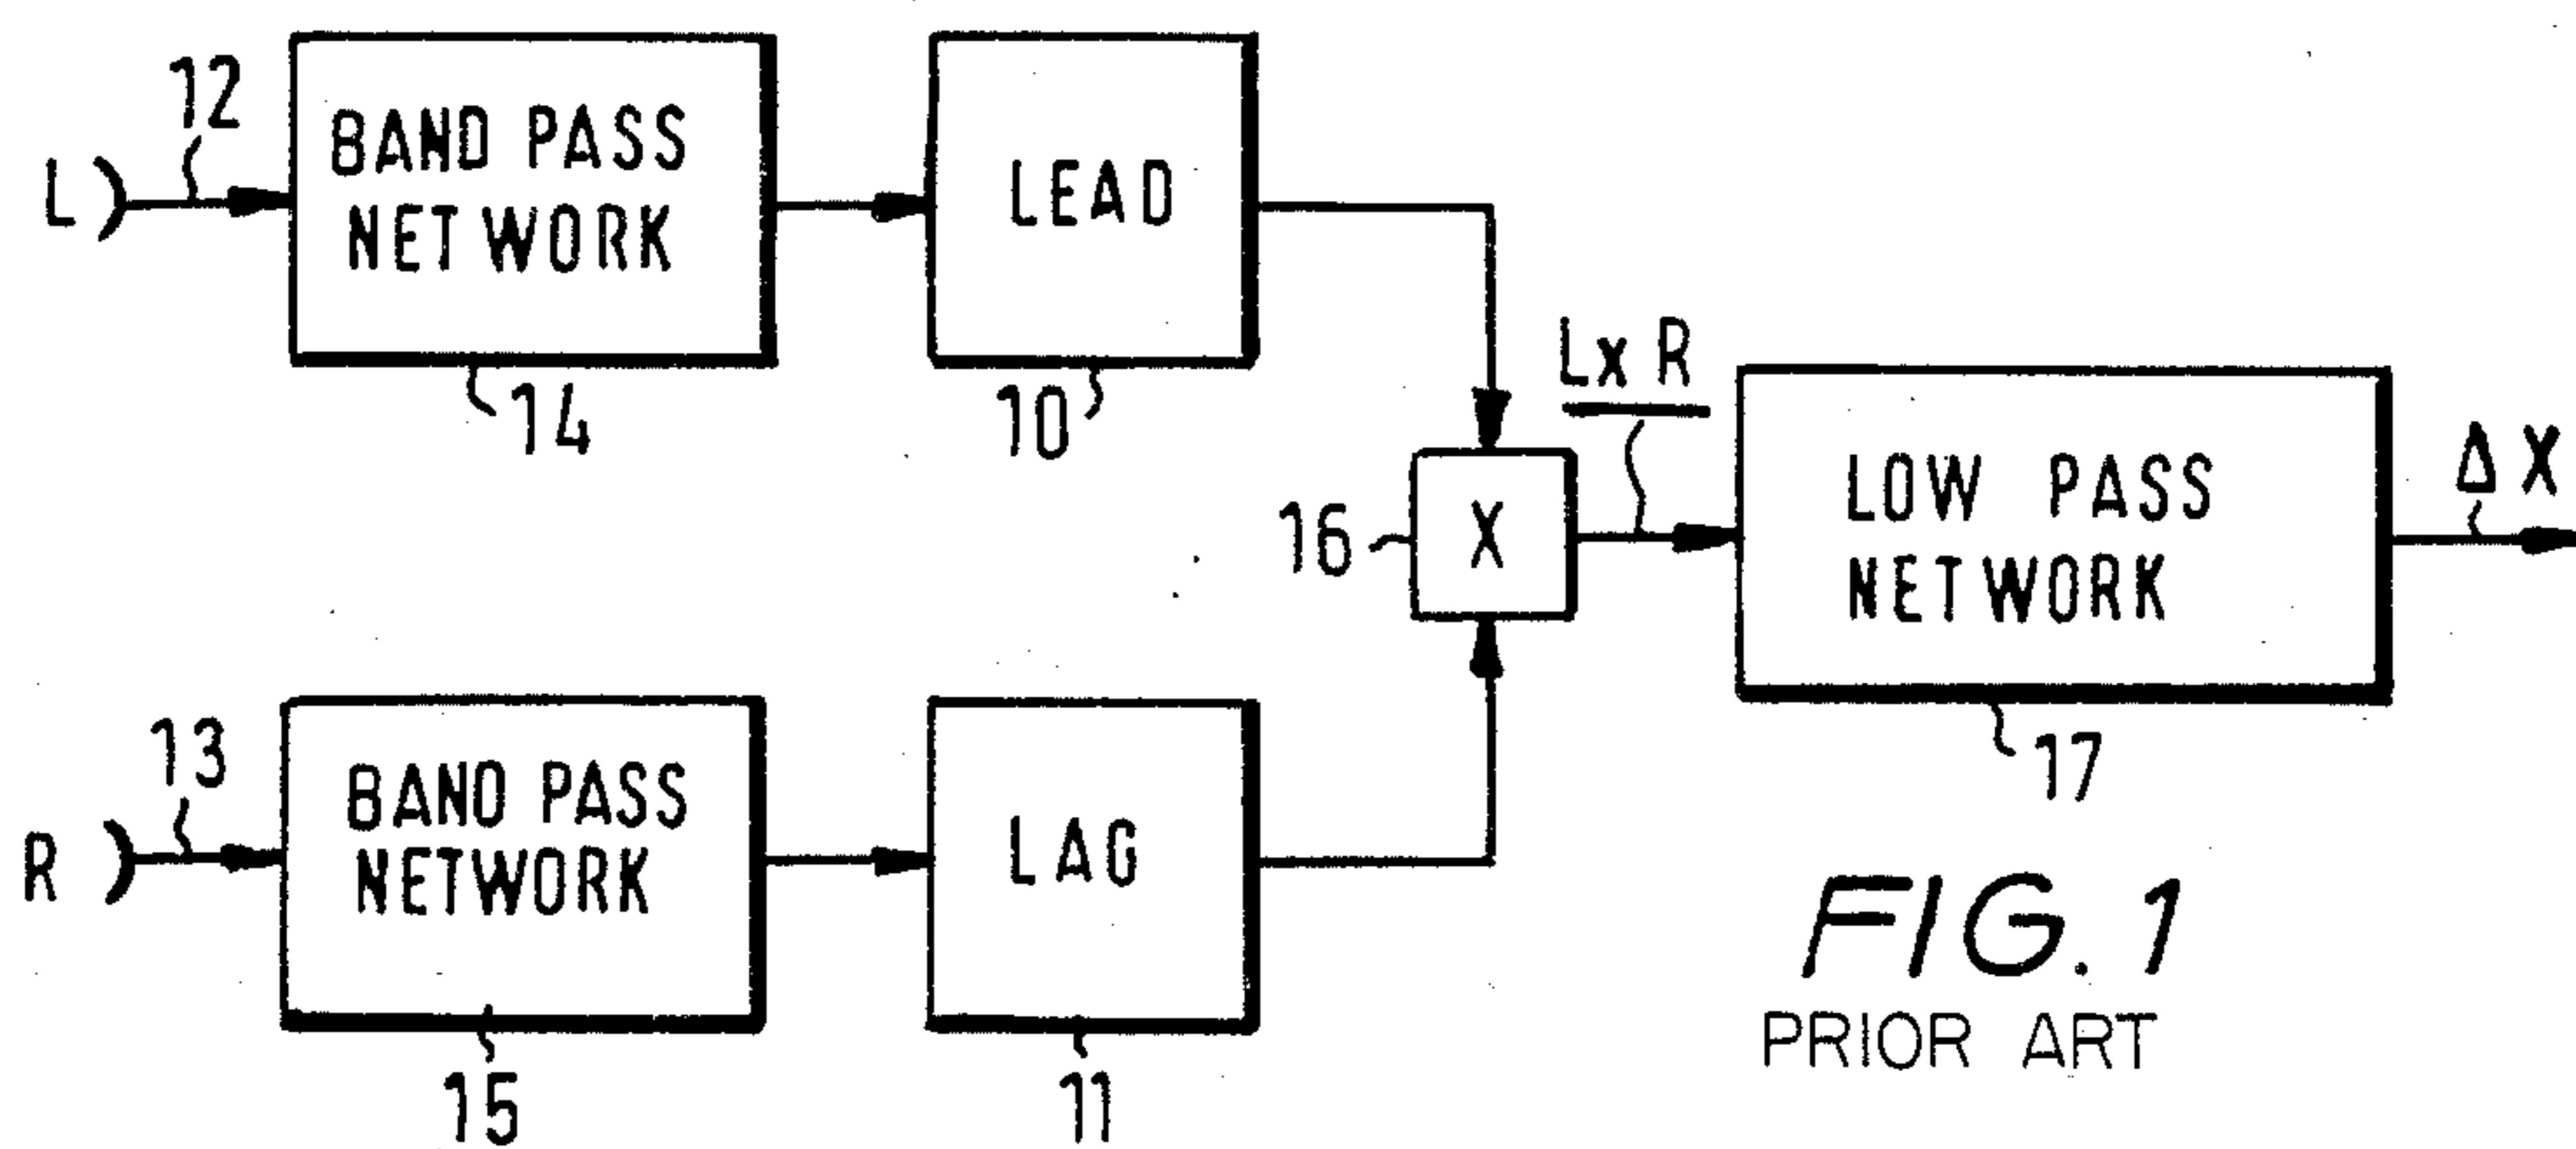 L
12
BAND PASS
NETWORK
14
LEAD
10
16
X
LxR
LOW PASS
NETWORK
17
ΔX
R
13
BAND PASS
NETWORK
15
LAG
11
FIG. 1
PRIOR ART